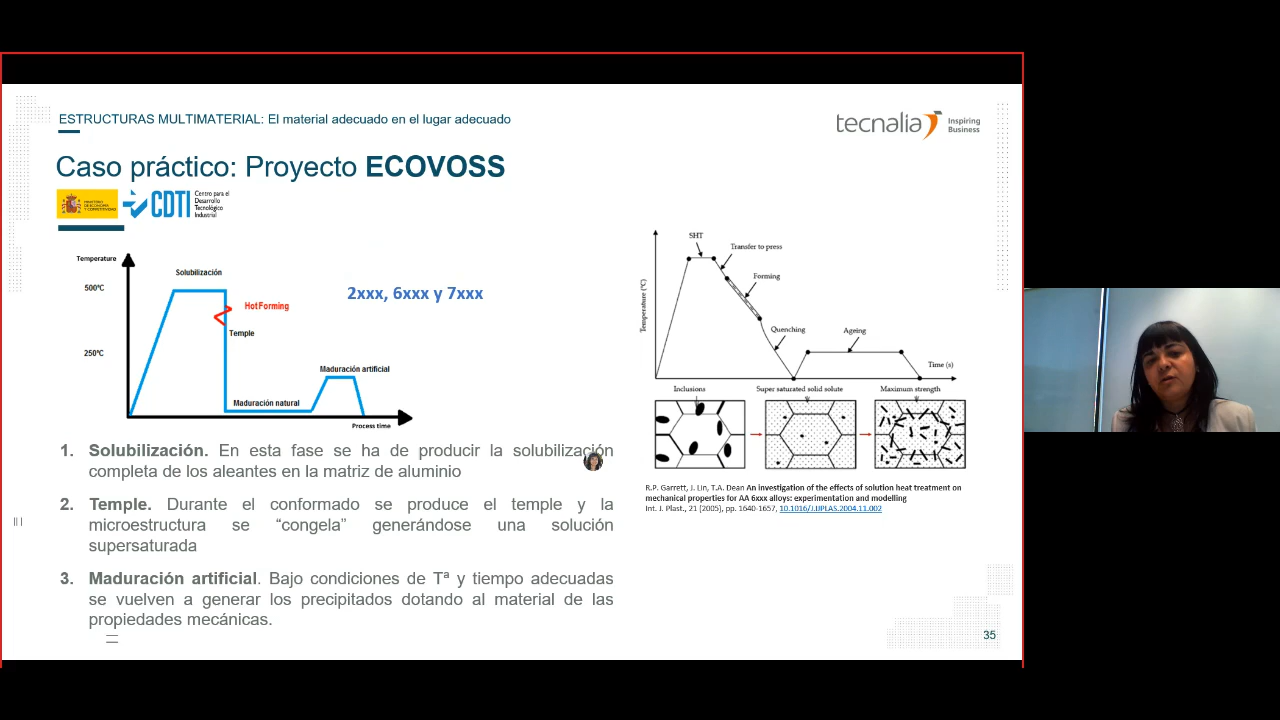 ESTRUCTURAS MULTIMATERIAL: El material adecuado en el lugar adecuado
tecnalia Inspiring Business
Caso práctico: Proyecto ECOVOSS
MINISTERIO DE ECONOMÍA Y COMPETITIVIDAD
CDTI Centro para el Desarrollo Tecnológico Industrial
Temperature
500ºC
250ºC
Solubilización
Hot Forming
Temple
Maduración artificial
Maduración natural
Process time
2xxx, 6xxx y 7xxx
Temperature (°C)
SHT
Transfer to press
Forming
Quenching
Ageing
Time (s)
Inclusions
Super saturated solid solute
Maximum strength
1. Solubilización. En esta fase se ha de producir la solubilización
completa de los aleantes en la matriz de aluminio
2. Temple. Durante el conformado se produce el temple y la
microestructura se “congela” generándose una solución
supersaturada
3. Maduración artificial. Bajo condiciones de Tª y tiempo adecuadas
se vuelven a generar los precipitados dotando al material de las
propiedades mecánicas.
R.P. Garrett, J. Lin, T.A. Dean An investigation of the effects of solution heat treatment on
mechanical properties for AA 6xxx alloys: experimentation and modelling
Int. J. Plast., 21 (2005), pp. 1640-1657, 10.1016/J.IJPLAS.2004.11.002
35